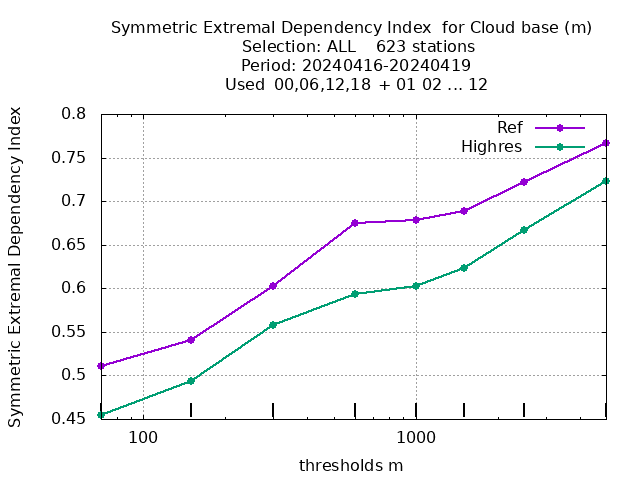 Symmetric Extremal Dependency Index  for Cloud base (m)
Selection: ALL    623 stations
Period: 20240416-20240419
Used  00,06,12,18  + 01 02 ... 12
Symmetric Extremal Dependency Index
0.8
0.75
0.7
0.65
0.6
0.55
0.5
0.45
Ref
Highres
100
1000
thresholds m